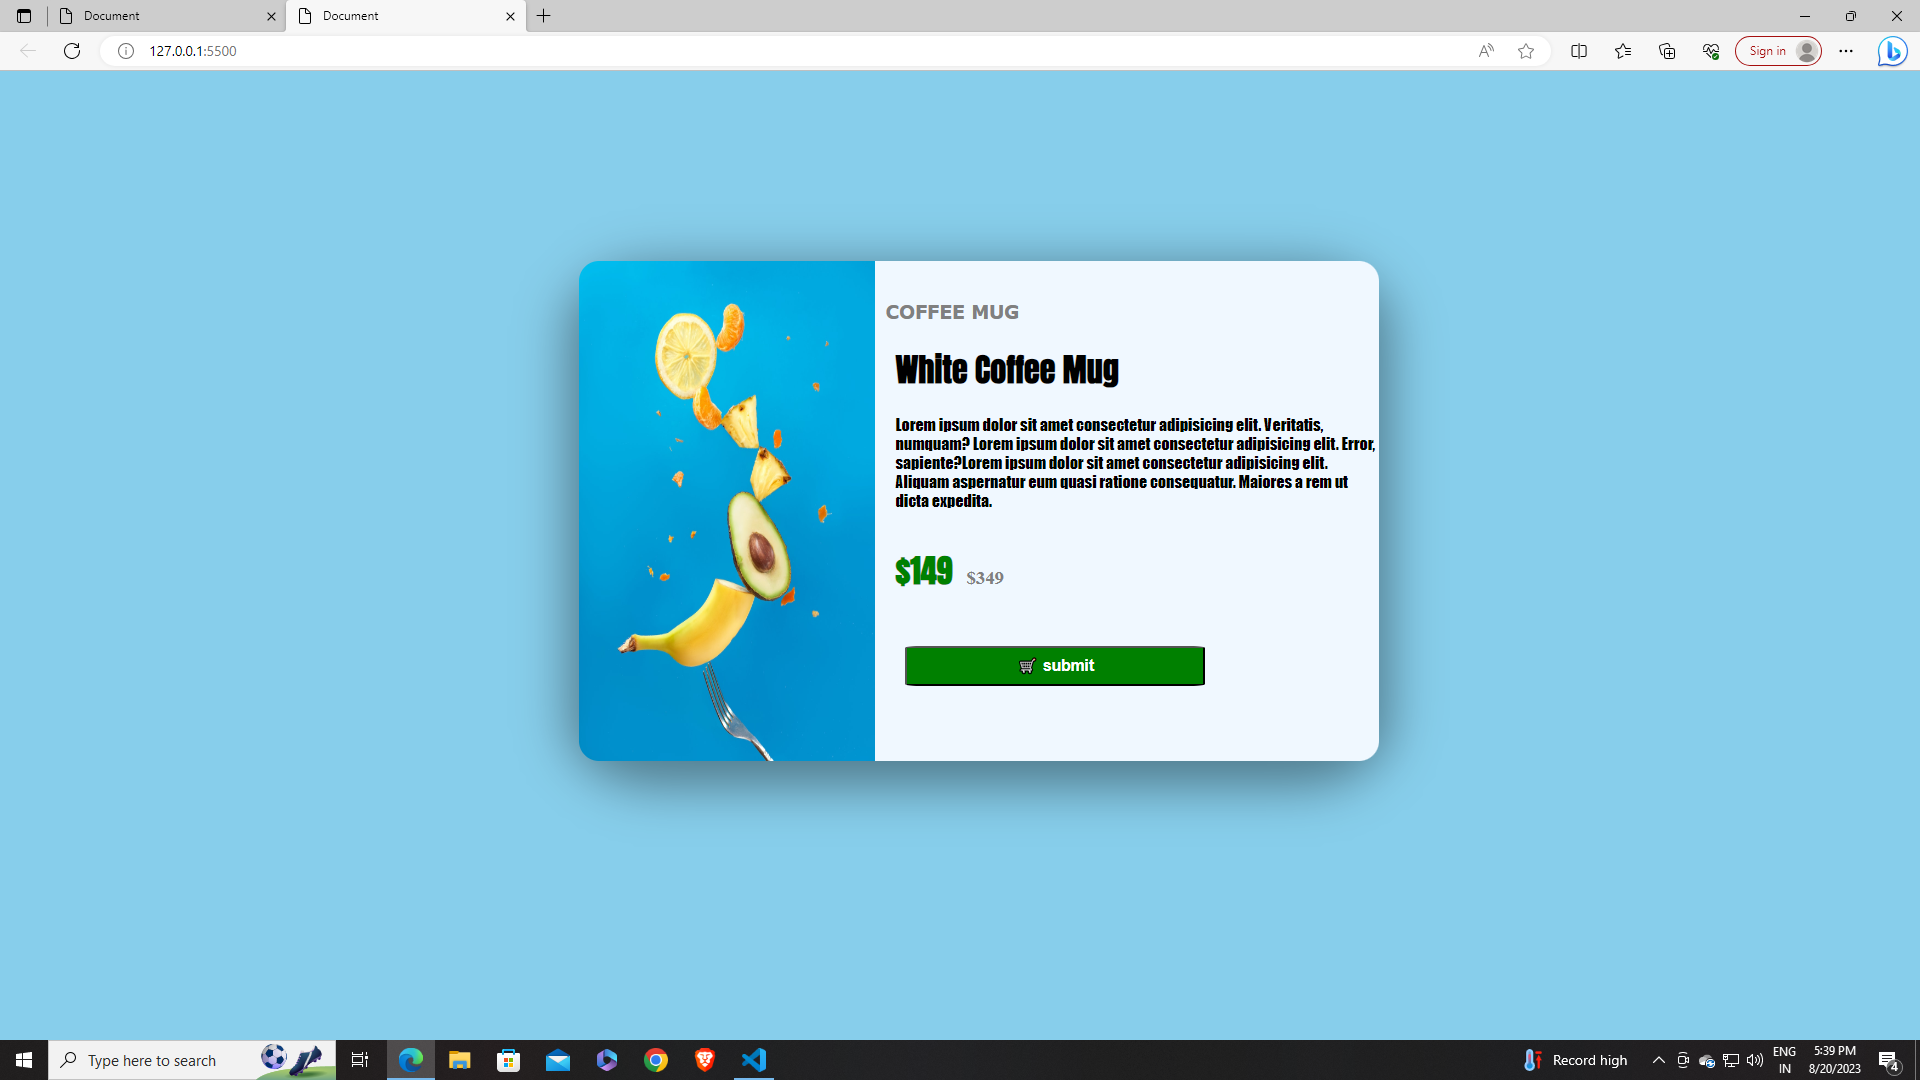 Document
Document
127.0.0.1:5500
Sign in
COFFEE MUG
White Coffee Mug
Lorem ipsum dolor sit amet consectetur adipisicing elit. Veritatis,
numquam? Lorem ipsum dolor sit amet consectetur adipisicing elit. Error,
sapiente?Lorem ipsum dolor sit amet consectetur adipisicing elit.
Aliquam aspernatur eum quasi ratione consequatur. Maiores a rem ut
dicta expedita.
$149 $349
🛒 submit
Type here to search
Record high
ENG
IN
5:39 PM
8/20/2023
4